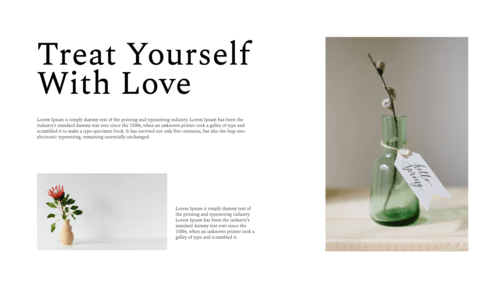 Treat Yourself
With Love
Lorem Ipsum is simply dummy text of the printing and typesetting industry. Lorem Ipsum has been the
industry's standard dummy text ever since the 1500s, when an unknown printer took a galley of type and
scrambled it to make a type specimen book. It has survived not only five centuries, but also the leap into
electronic typesetting, remaining essentially unchanged.
Lorem Ipsum is simply dummy text of
the printing and typesetting industry.
Lorem Ipsum has been the industry's
standard dummy text ever since the
1500s, when an unknown printer took a
galley of type and scrambled it.
hello
Spring